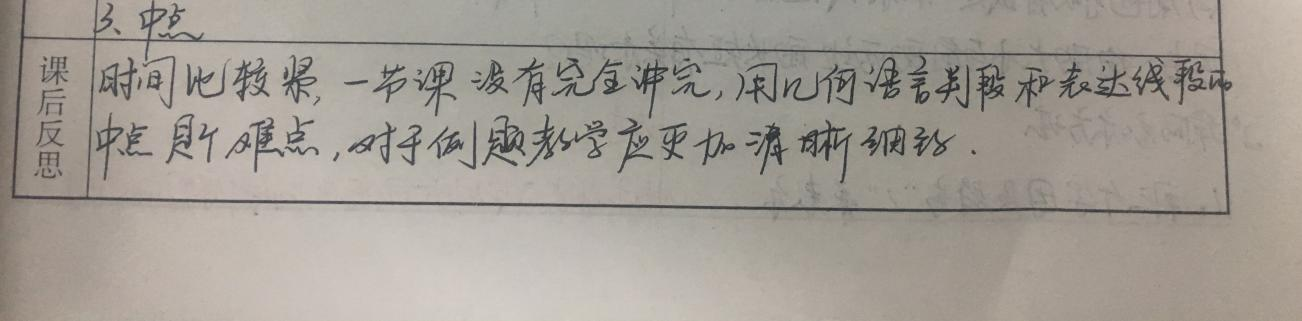 3、中点
课后反思
时间比较紧，一节课没有完全讲完，用几何语言判段和表达线段的
中点是个难点，对于例题教学应更加清晰细致.